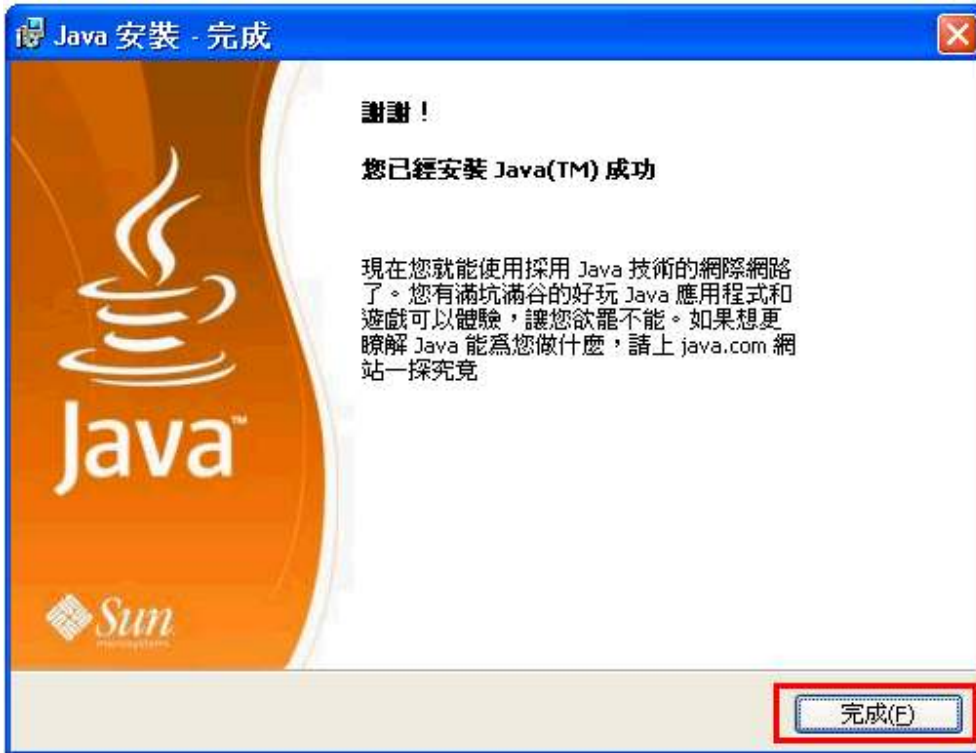 Java 安裝 - 完成
謝謝！
您已經安裝 Java(TM) 成功
現在您就能使用採用 Java 技術的網際網路
了。您有滿坑滿谷的好玩 Java 應用程式和
遊戲可以體驗，讓您欲罷不能。如果想更
瞭解 Java 能為您做什麼，請上 java.com 網
站一探究竟
Java™
Sun
microsystems
完成(F)